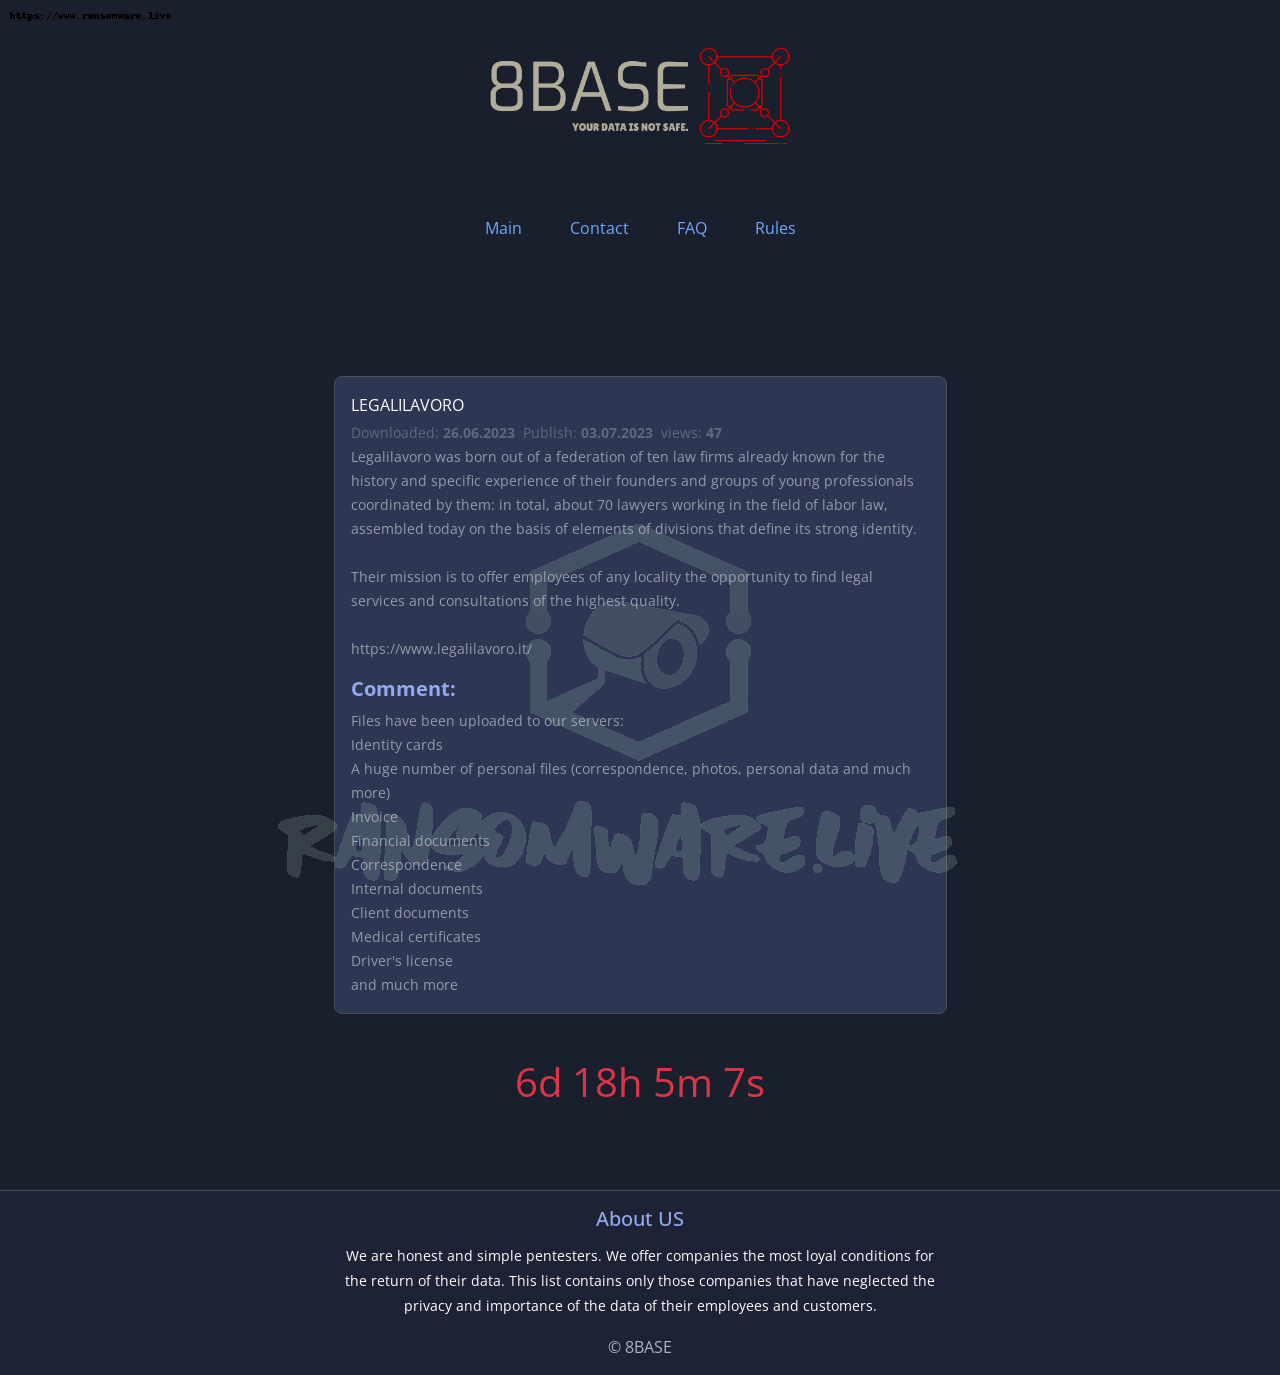 https://www.ransomware.live
8BASE
YOUR DATA IS NOT SAFE.
Main Contact FAQ Rules
LEGALILAVORO
Downloaded: 26.06.2023 Publish: 03.07.2023 views: 47
Legalilavoro was born out of a federation of ten law firms already known for the
history and specific experience of their founders and groups of young professionals
coordinated by them: in total, about 70 lawyers working in the field of labor law,
assembled today on the basis of elements of divisions that define its strong identity.
Their mission is to offer employees of any locality the opportunity to find legal
services and consultations of the highest quality.
https://www.legalilavoro.it/
Comment:
Files have been uploaded to our servers:
Identity cards
A huge number of personal files (correspondence, photos, personal data and much
more)
Invoice
RANSOMWARE.LIVE
Financial documents
Correspondence
Internal documents
Client documents
Medical certificates
Driver's license
and much more
6d 18h 5m 7s
About US
We are honest and simple pentesters. We offer companies the most loyal conditions for
the return of their data. This list contains only those companies that have neglected the
privacy and importance of the data of their employees and customers.
© 8BASE